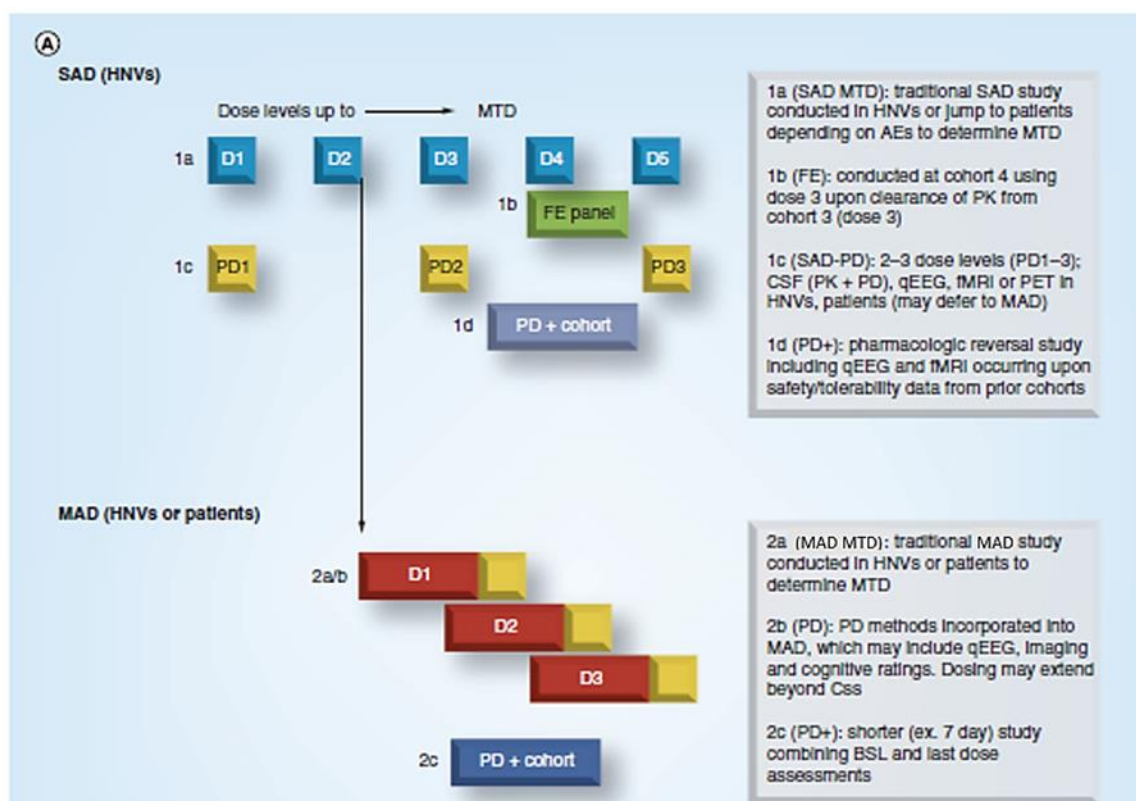 A
SAD (HNVs)
Dose levels up to MTD
1a D1 D2 D3 D4 D5
1b FE panel
1c PD1 PD2 PD3
1d PD + cohort
1a (SAD MTD): traditional SAD study
conducted in HNVs or jump to patients
depending on AEs to determine MTD
1b (FE): conducted at cohort 4 using
dose 3 upon clearance of PK from
cohort 3 (dose 3)
1c (SAD-PD): 2–3 dose levels (PD1–3);
CSF (PK + PD), qEEG, fMRI or PET in
HNVs, patients (may defer to MAD)
1d (PD+): pharmacologic reversal study
including qEEG and fMRI occurring upon
safety/tolerability data from prior cohorts
MAD (HNVs or patients)
2a/b D1
D2
D3
2c PD + cohort
2a (MAD MTD): traditional MAD study
conducted in HNVs or patients to
determine MTD
2b (PD): PD methods incorporated into
MAD, which may include qEEG, imaging
and cognitive ratings. Dosing may extend
beyond Css
2c (PD+): shorter (ex. 7 day) study
combining BSL and last dose
assessments